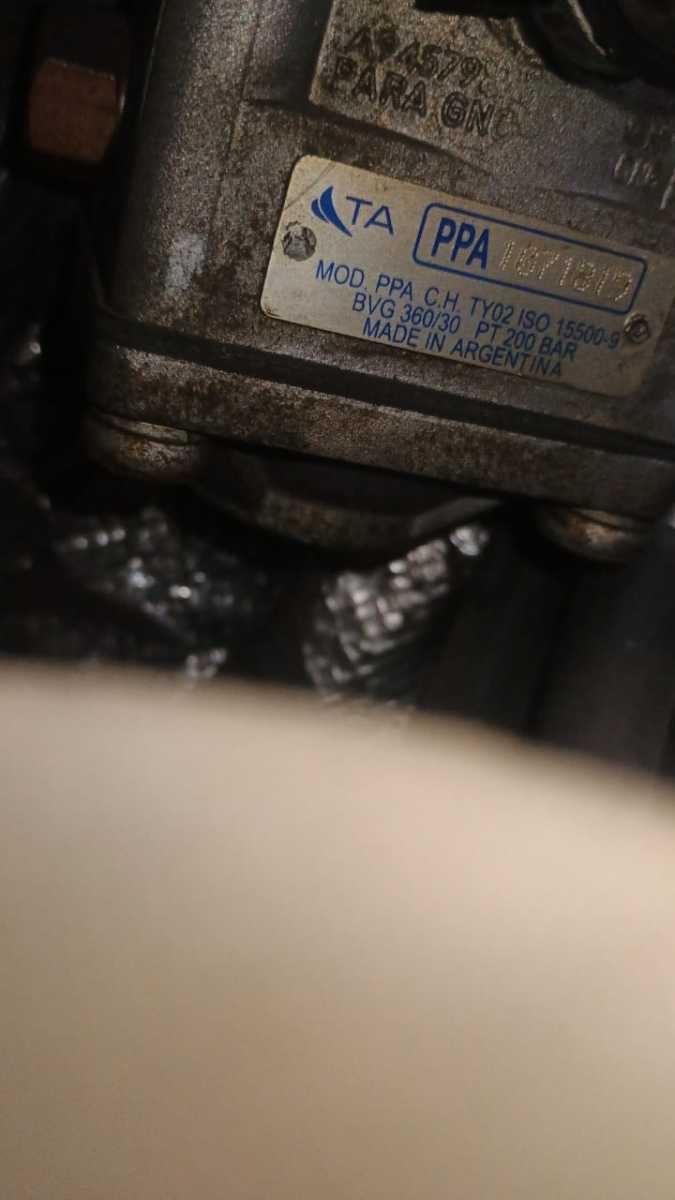 PARA GNC
TA PPA 1671819
MOD. PPA C.H. TY02 ISO 15500-9
BVG 360/30 PT 200 BAR
MADE IN ARGENTINA